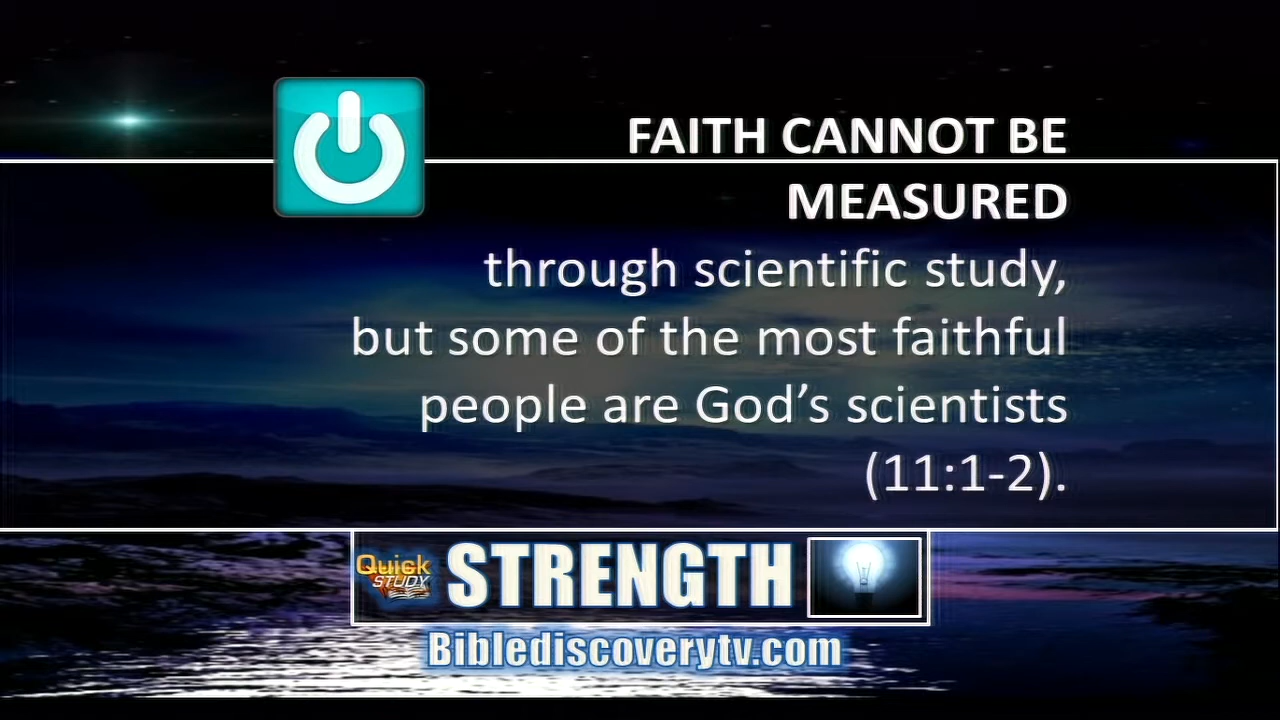 FAITH CANNOT BE
MEASURED
through scientific study,
but some of the most faithful
people are God’s scientists
(11:1-2).
Quick
STUDY
STRENGTH
Biblediscoverytv.com